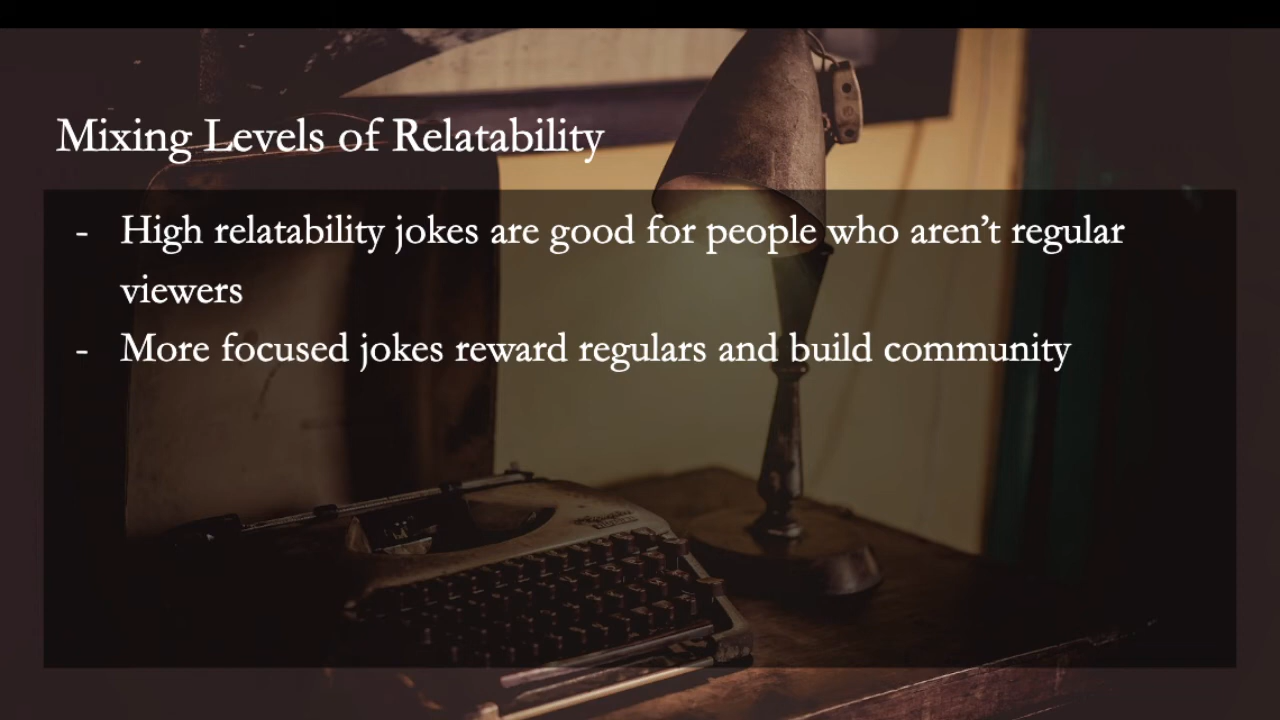 Mixing Levels of Relatability
- High relatability jokes are good for people who aren’t regular
viewers
- More focused jokes reward regulars and build community